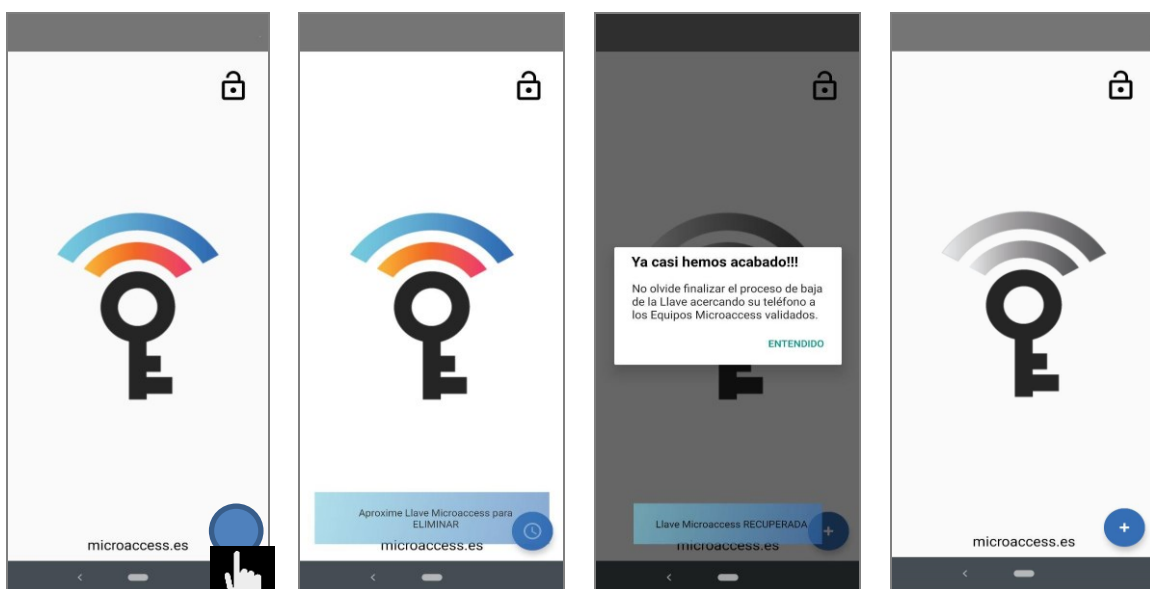 microaccess.es
Aproxime Llave Microaccess para
ELIMINAR
microaccess.es
Ya casi hemos acabado!!!
No olvide finalizar el proceso de baja
de la Llave acercando su teléfono a
los Equipos Microaccess validados.
ENTENDIDO
Llave Microaccess RECUPERADA
microaccess.es
microaccess.es